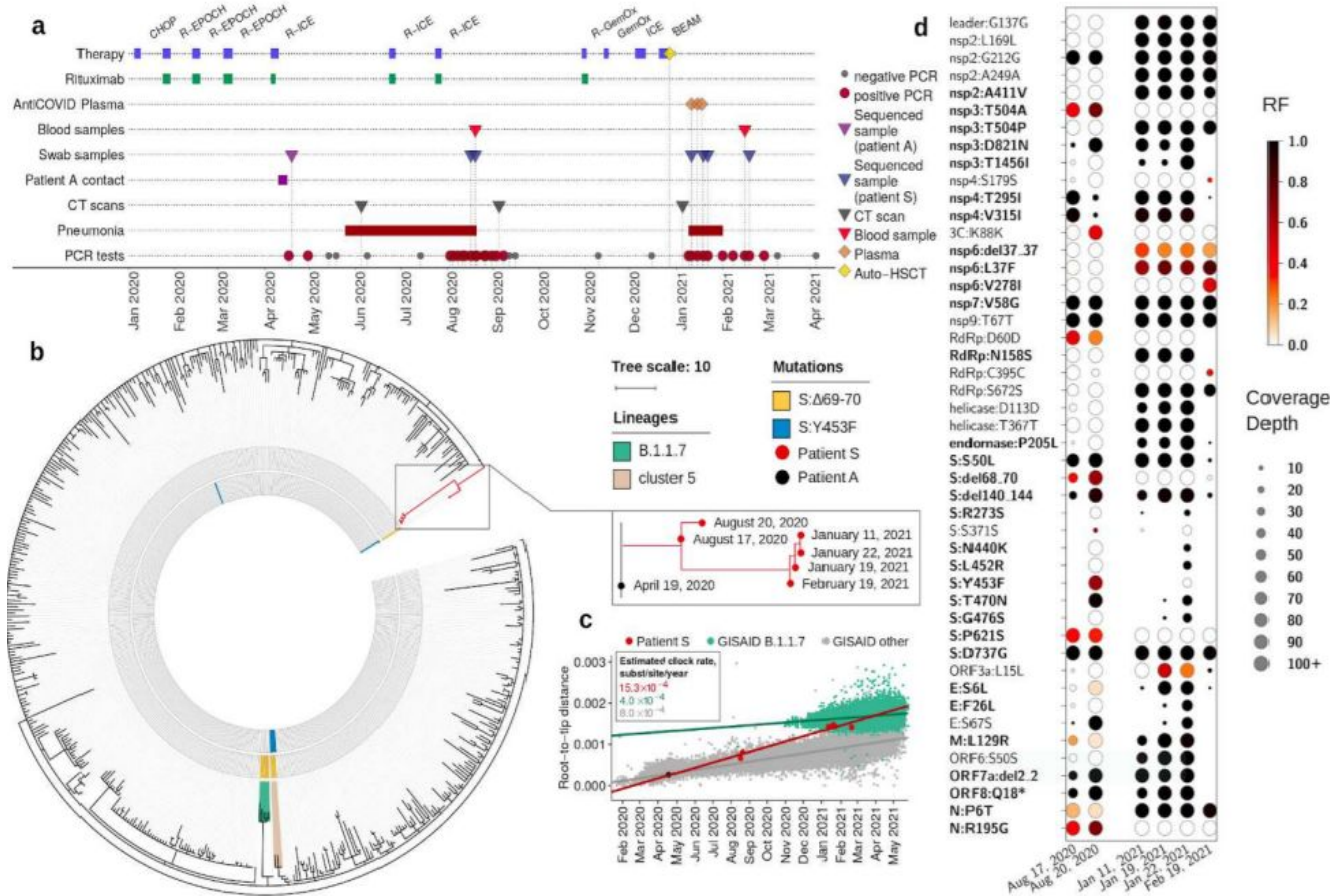 a
CHOP
R-EPOCH
R-EPOCH
R-EPOCH
R-ICE
R-ICE
R-ICE
R-GemOx
GemOx
ICE
BEAM
Therapy
Rituximab
AntiCOVID Plasma
Blood samples
Swab samples
Patient A contact
CT scans
Pneumonia
PCR tests
Jan 2020
Feb 2020
Mar 2020
Apr 2020
May 2020
Jun 2020
Jul 2020
Aug 2020
Sep 2020
Oct 2020
Nov 2020
Dec 2020
Jan 2021
Feb 2021
Mar 2021
Apr 2021
negative PCR
positive PCR
Sequenced
sample
(patient A)
Sequenced
sample
(patient S)
CT scan
Blood sample
Plasma
Auto-HSCT
b
Tree scale: 10
Lineages
B.1.1.7
cluster 5
Mutations
S:Δ69-70
S:Y453F
Patient S
Patient A
August 20, 2020
August 17, 2020
January 11, 2021
January 22, 2021
January 19, 2021
February 19, 2021
April 19, 2020
c
Patient S
GISAID B.1.1.7
GISAID other
Estimated clock rate,
subst/site/year
15.3×10⁻⁴
4.0 ×10⁻⁴
8.0×10⁻⁴
Root-to-tip distance
0.003
0.002
0.001
0.000
Feb 2020
Mar 2020
Apr 2020
May 2020
Jun 2020
Jul 2020
Aug 2020
Sep 2020
Oct 2020
Nov 2020
Dec 2020
Jan 2021
Feb 2021
Mar 2021
Apr 2021
May 2021
d
leader:G137G
nsp2:L169L
nsp2:G212G
nsp2:A249A
nsp2:A411V
nsp3:T504A
nsp3:T504P
nsp3:D821N
nsp3:T1456I
nsp4:S179S
nsp4:T295I
nsp4:V315I
3C:K88K
nsp6:del37_37
nsp6:L37F
nsp6:V278I
nsp7:V58G
nsp9:T67T
RdRp:D60D
RdRp:N158S
RdRp:C395C
RdRp:S672S
helicase:D113D
helicase:T367T
endornase:P205L
S:S50L
S:del68_70
S:del140_144
S:R273S
S:S371S
S:N440K
S:L452R
S:Y453F
S:T470N
S:G476S
S:P621S
S:D737G
ORF3a:L15L
E:S6L
E:F26L
E:S67S
M:L129R
ORF6:S50S
ORF7a:del2_2
ORF8:Q18*
N:P6T
N:R195G
Aug 17, 2020
Aug 20, 2020
Jan 11, 2021
Jan 19, 2021
Jan 22, 2021
Feb 19, 2021
RF
1.0
0.8
0.6
0.4
0.2
0.0
Coverage
Depth
10
20
30
40
50
60
70
80
90
100+